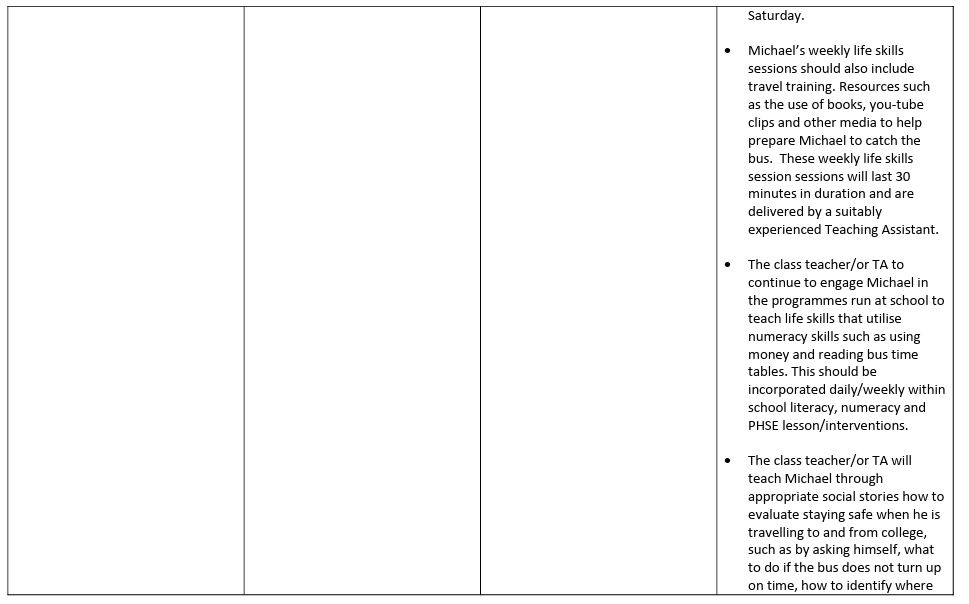 Saturday.
• Michael’s weekly life skills
sessions should also include
travel training. Resources such
as the use of books, you-tube
clips and other media to help
prepare Michael to catch the
bus.  These weekly life skills
session sessions will last 30
minutes in duration and are
delivered by a suitably
experienced Teaching Assistant.
• The class teacher/or TA to
continue to engage Michael in
the programmes run at school to
teach life skills that utilise
numeracy skills such as using
money and reading bus time
tables. This should be
incorporated daily/weekly within
school literacy, numeracy and
PHSE lesson/interventions.
• The class teacher/or TA will
teach Michael through
appropriate social stories how to
evaluate staying safe when he is
travelling to and from college,
such as by asking himself, what
to do if the bus does not turn up
on time, how to identify where